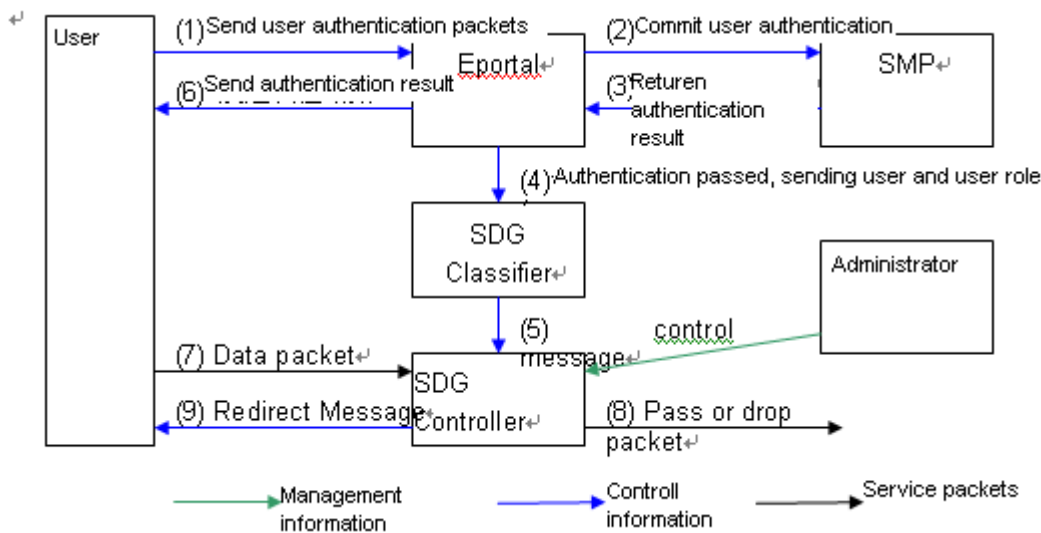 User
(1) Send user authentication packets
(2) Commit user authentication
Eportal
SMP
(6) Send authentication result
(3) Returen
authentication
result
(4) Authentication passed, sending user and user role
SDG
Classifier
Administrator
(5)
message
control
(7) Data packet
SDG
Controller
(9) Redirect Message
(8) Pass or drop
packet
Management
information
Controll
information
Service packets